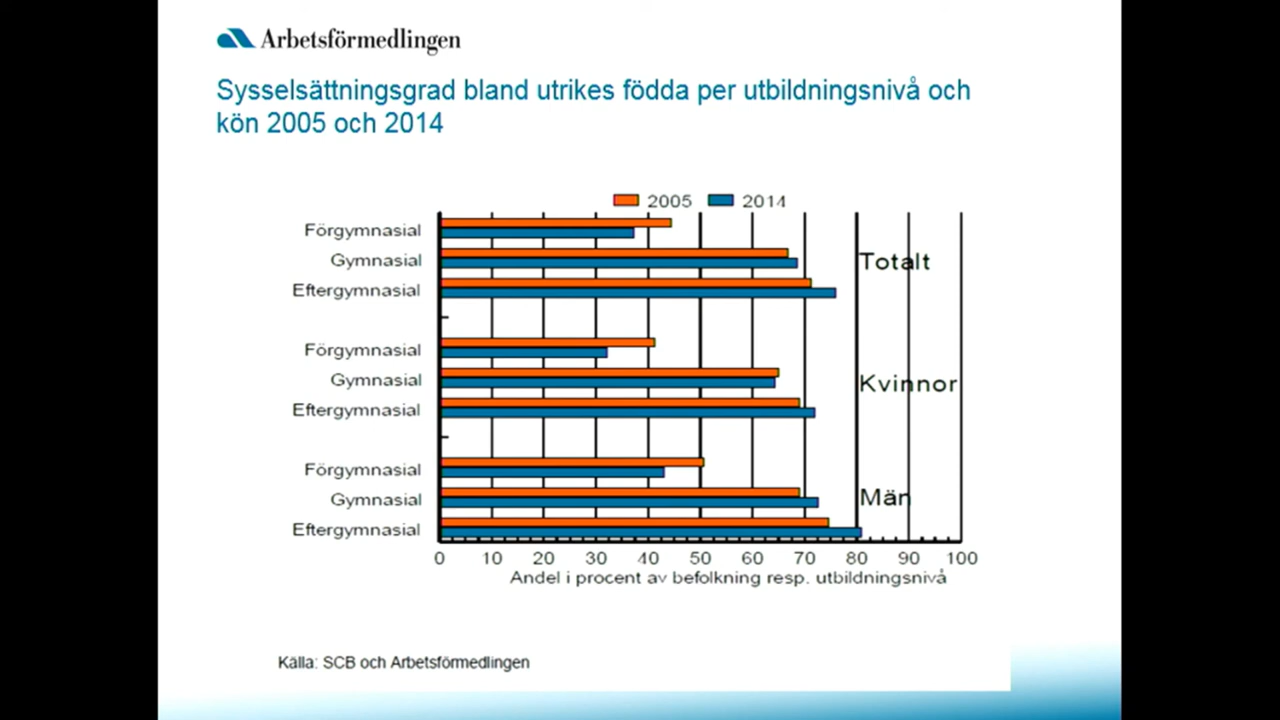 Arbetsförmedlingen
Sysselsättningsgrad bland utrikes födda per utbildningsnivå och
kön 2005 och 2014
2005 2014
Förgymnasial
Gymnasial
Eftergymnasial
Totalt
Förgymnasial
Gymnasial
Eftergymnasial
Kvinnor
Förgymnasial
Gymnasial
Eftergymnasial
Män
0 10 20 30 40 50 60 70 80 90 100
Andel i procent av befolkning resp. utbildningsnivå
Källa: SCB och Arbetsförmedlingen